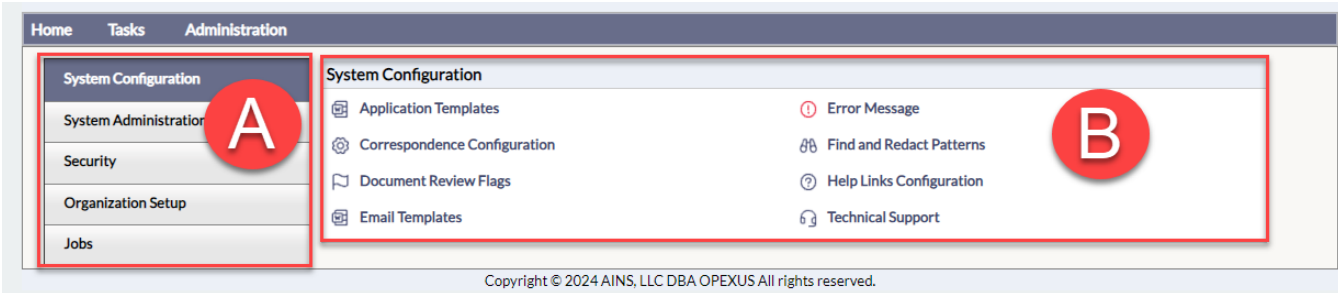 Home Tasks Administration
System Configuration
System Administration
Security
Organization Setup
Jobs
A
System Configuration
Application Templates Error Message
Correspondence Configuration Find and Redact Patterns
Document Review Flags Help Links Configuration
Email Templates Technical Support
B
Copyright © 2024 AINS, LLC DBA OPEXUS All rights reserved.